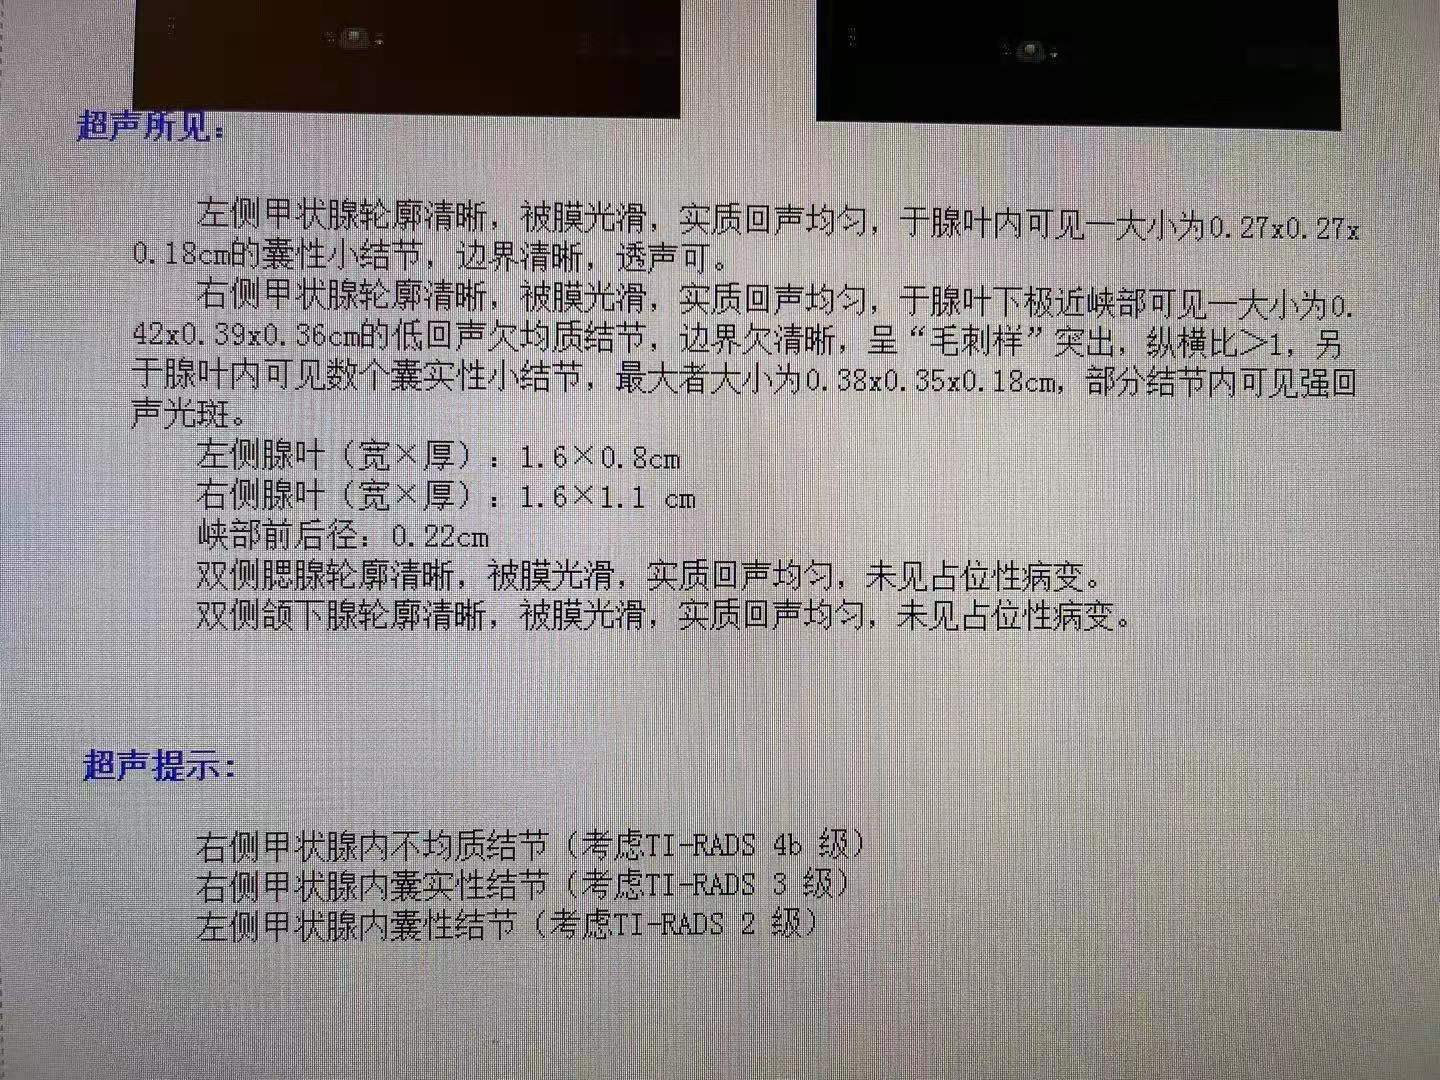 超声所见：
左侧甲状腺轮廓清晰，被膜光滑，实质回声均匀，于腺叶内可见一大小为0.27x0.27x
0.18cm的囊性小结节，边界清晰，透声可。
右侧甲状腺轮廓清晰，被膜光滑，实质回声均匀，于腺叶下极近峡部可见一大小为0.
42x0.39x0.36cm的低回声欠均质结节，边界欠清晰，呈“毛刺样”突出，纵横比＞1，另
于腺叶内可见数个囊实性小结节，最大者大小为0.38x0.35x0.18cm，部分结节内可见强回
声光斑。
左侧腺叶（宽×厚）：1.6×0.8cm
右侧腺叶（宽×厚）：1.6×1.1 cm
峡部前后径：0.22cm
双侧腮腺轮廓清晰，被膜光滑，实质回声均匀，未见占位性病变。
双侧颌下腺轮廓清晰，被膜光滑，实质回声均匀，未见占位性病变。
超声提示：
右侧甲状腺内不均质结节（考虑TI-RADS 4b 级）
右侧甲状腺内囊实性结节（考虑TI-RADS 3 级）
左侧甲状腺内囊性结节（考虑TI-RADS 2 级）